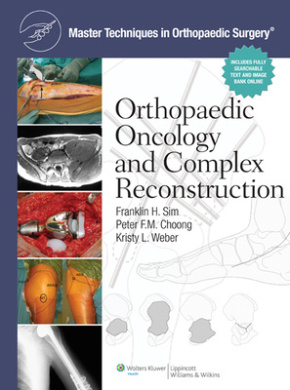 Master Techniques in Orthopaedic Surgery®
INCLUDES FULLY
SEARCHABLE
TEXT AND IMAGE
BANK ONLINE
Orthopaedic
Oncology
and Complex
Reconstruction
Franklin H. Sim
Peter F.M. Choong
Kristy L. Weber
Wolters Kluwer
Health
Lippincott
Williams & Wilkins